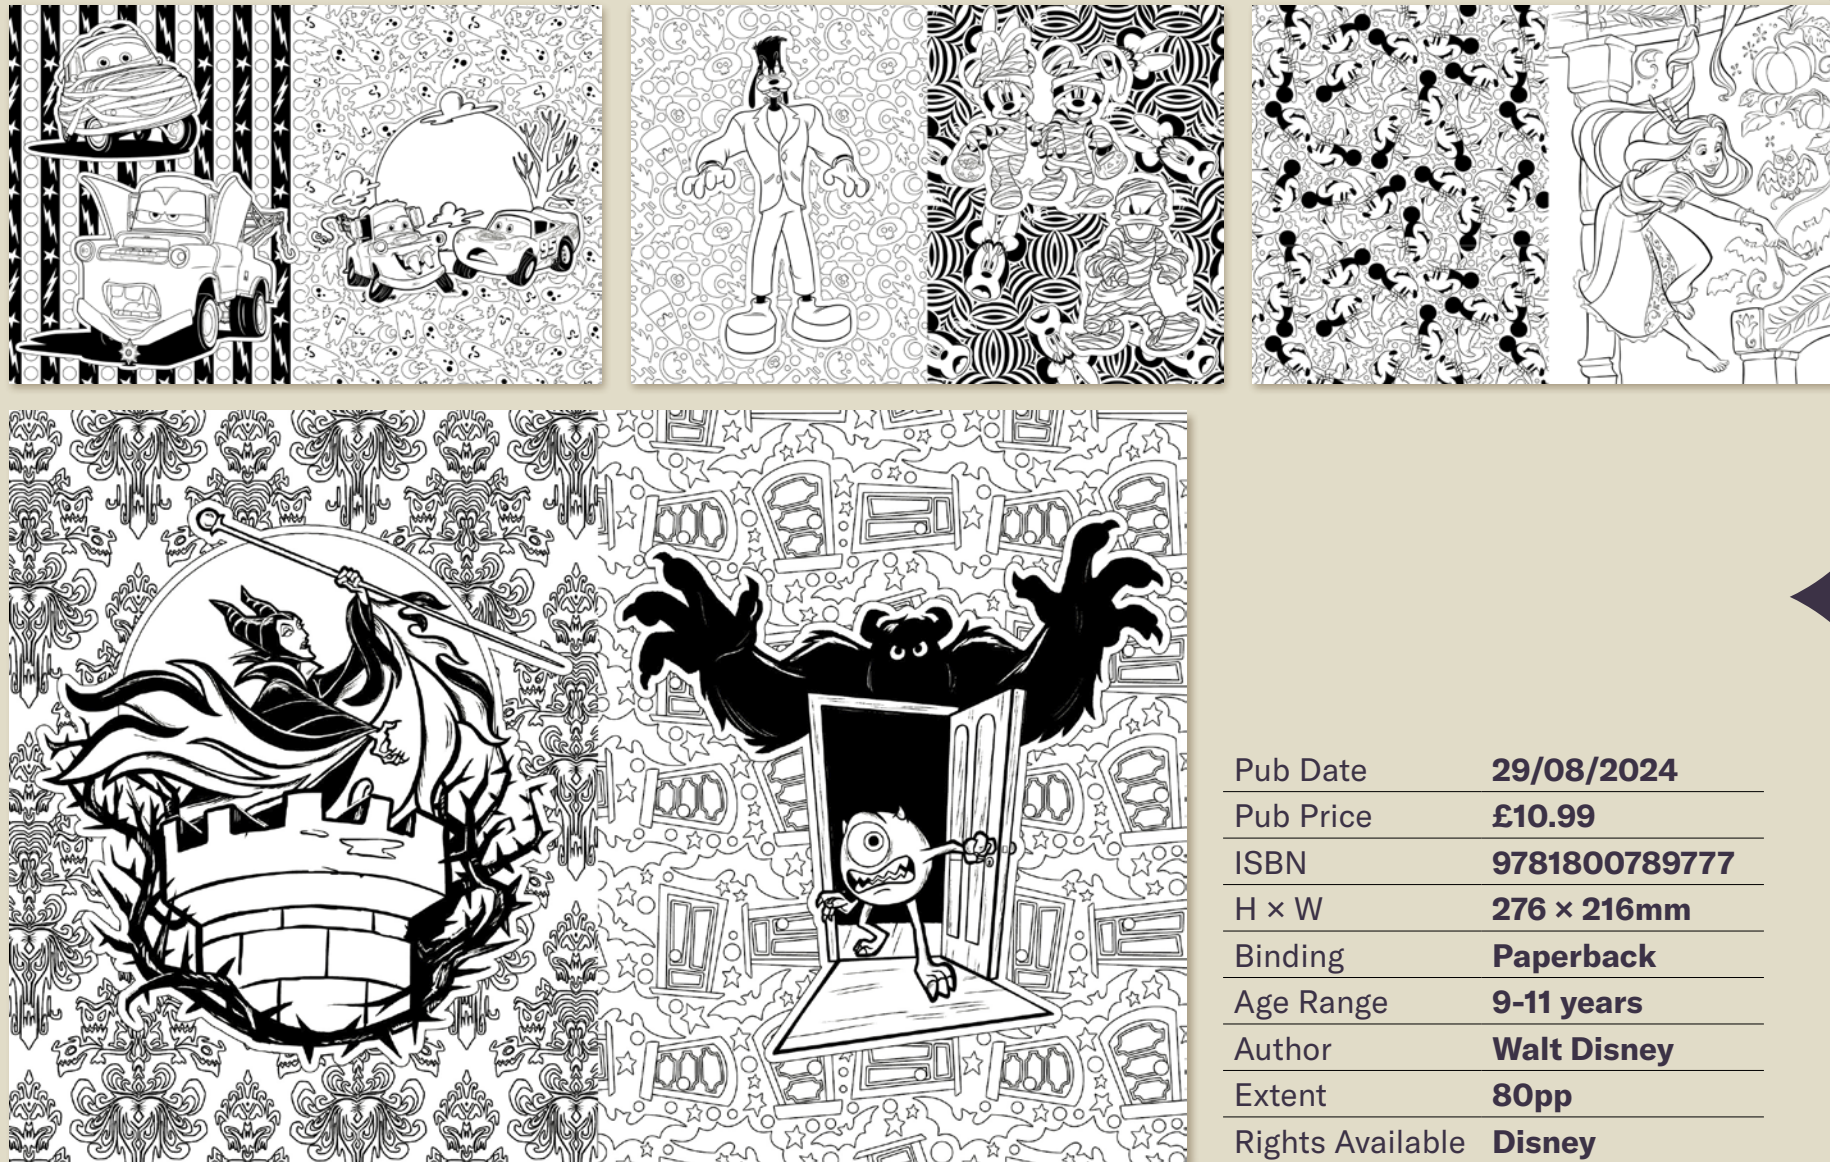 Pub Date 29/08/2024
Pub Price £10.99
ISBN 9781800789777
H × W 276 × 216mm
Binding Paperback
Age Range 9-11 years
Author Walt Disney
Extent 80pp
Rights Available Disney